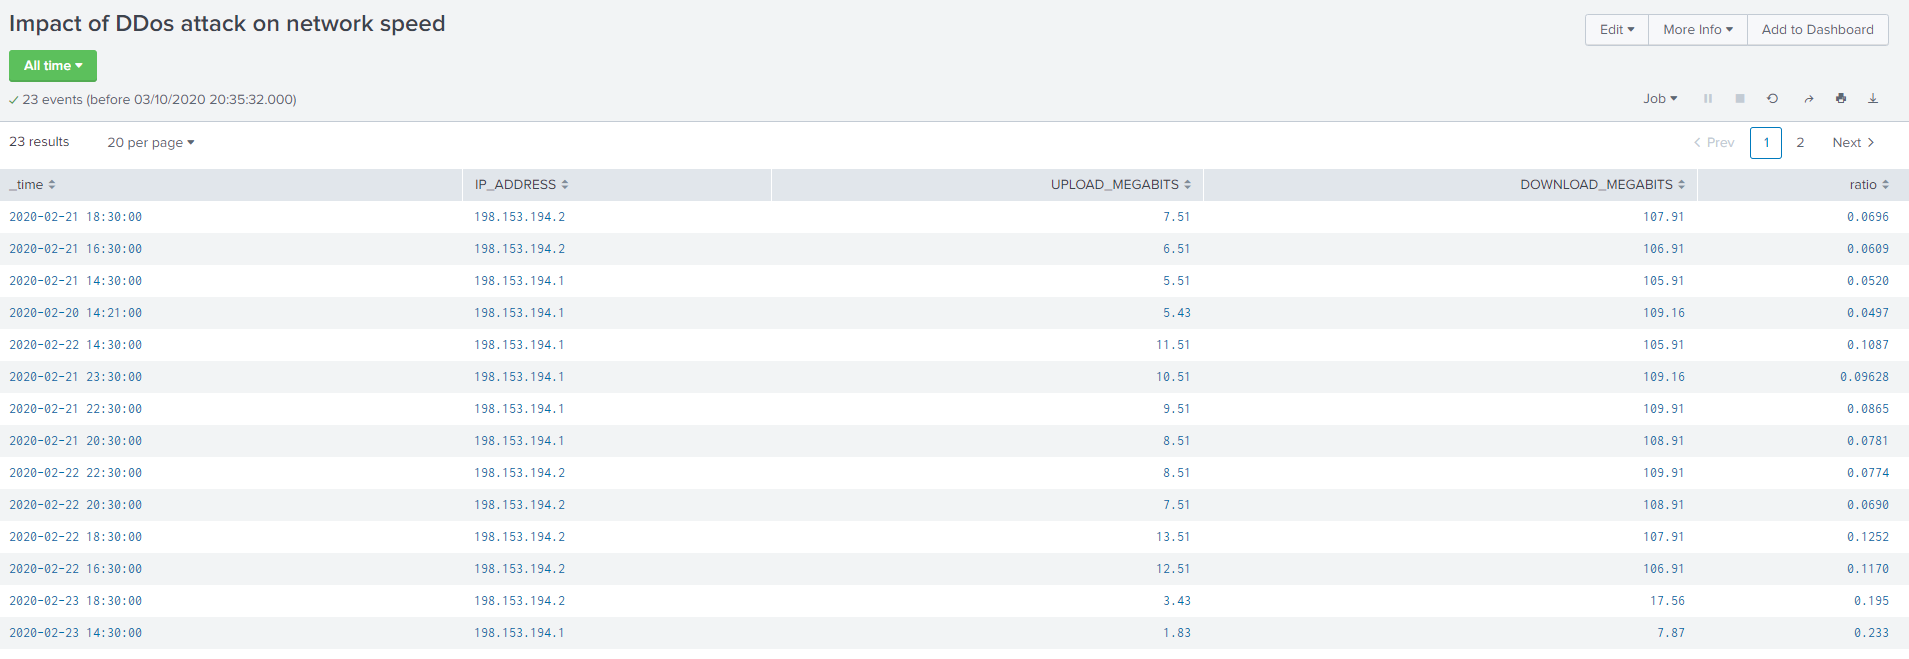 Impact of DDos attack on network speed
Edit More Info Add to Dashboard
All time
23 events (before 03/10/2020 20:35:32.000)
Job
23 results 20 per page Prev 1 2 Next
_time IP_ADDRESS UPLOAD_MEGABITS DOWNLOAD_MEGABITS ratio
2020-02-21 18:30:00 198.153.194.2 7.51 107.91 0.0696
2020-02-21 16:30:00 198.153.194.2 6.51 106.91 0.0609
2020-02-21 14:30:00 198.153.194.1 5.51 105.91 0.0520
2020-02-20 14:21:00 198.153.194.1 5.43 109.16 0.0497
2020-02-22 14:30:00 198.153.194.1 11.51 105.91 0.1087
2020-02-21 23:30:00 198.153.194.1 10.51 109.16 0.09628
2020-02-21 22:30:00 198.153.194.1 9.51 109.91 0.0865
2020-02-21 20:30:00 198.153.194.1 8.51 108.91 0.0781
2020-02-22 22:30:00 198.153.194.2 8.51 109.91 0.0774
2020-02-22 20:30:00 198.153.194.2 7.51 108.91 0.0690
2020-02-22 18:30:00 198.153.194.2 13.51 107.91 0.1252
2020-02-22 16:30:00 198.153.194.2 12.51 106.91 0.1170
2020-02-23 18:30:00 198.153.194.2 3.43 17.56 0.195
2020-02-23 14:30:00 198.153.194.1 1.83 7.87 0.233